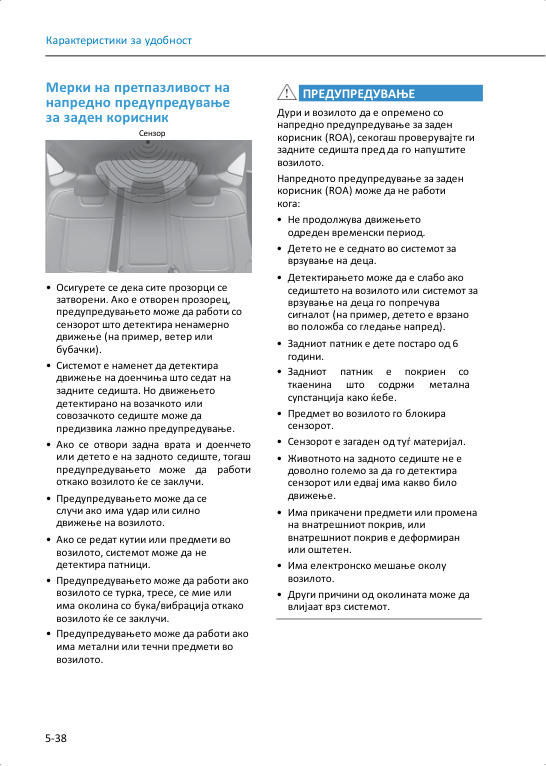 Карактеристики за удобност
Мерки на претпазливост на
напредно предупредување
за заден корисник
Сензор
• Осигурете се дека сите прозорци се
затворени. Ако е отворен прозорец,
предупредувањето може да работи со
сензорот што детектира ненамерно
движење (на пример, ветер или
бубачки).
• Системот е наменет да детектира
движење на доенчиња што седат на
задните седишта. Но движењето
детектирано на возачкото или
совозачкото седиште може да
предизвика лажно предупредување.
• Ако се отвори задна врата и доенчето
или детето е на задното седиште, тогаш
предупредувањето може да работи
откако возилото ќе се заклучи.
• Предупредувањето може да се
случи ако има удар или силно
движење на возилото.
• Ако се редат кутии или предмети во
возилото, системот може да не
детектира патници.
• Предупредувањето може да работи ако
возилото се турка, тресе, се мие или
има околина со бука/вибрација откако
возилото ќе се заклучи.
• Предупредувањето може да работи ако
има метални или течни предмети во
возилото.
ПРЕДУПРЕДУВАЊЕ
Дури и возилото да е опремено со
напредно предупредување за заден
корисник (ROA), секогаш проверувајте ги
задните седишта пред да го напуштите
возилото.
Напредното предупредување за заден
корисник (ROA) може да не работи
кога:
• Не продолжува движењето
одреден временски период.
• Детето не е седнато во системот за
врзување на деца.
• Детектирањето може да е слабо ако
седиштето на возилото или системот за
врзување на деца го попречува
сигналот (на пример, детето е врзано
во положба со гледање напред).
• Задниот патник е дете постаро од 6
години.
• Задниот патник е покриен со
ткаенина што содржи метална
супстанција како ќебе.
• Предмет во возилото го блокира
сензорот.
• Сензорот е загаден од туѓ материјал.
• Животното на задното седиште не е
доволно големо за да го детектира
сензорот или едвај има какво било
движење.
• Има прикачени предмети или промена
на внатрешниот покрив, или
внатрешниот покрив е деформиран
или оштетен.
• Има електронско мешање околу
возилото.
• Други причини од околината може да
влијаат врз системот.
5-38